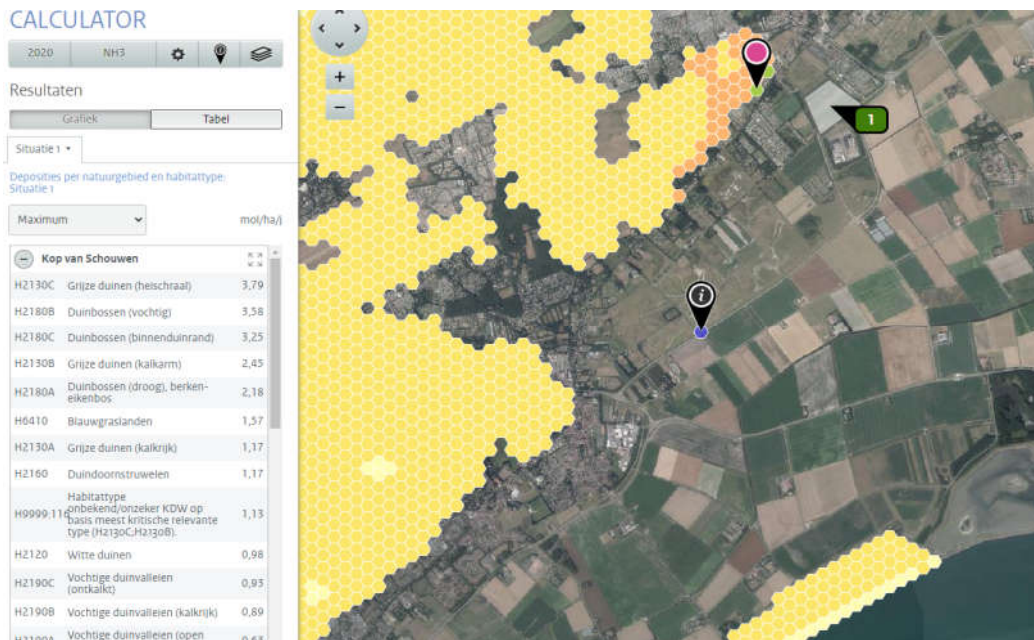 CALCULATOR
2020 NH3
Resultaten
Grafiek Tabel
Situatie 1
Deposities per natuurgebied en habitattype:
Situatie 1
Maximum mol/ha/j
Kop van Schouwen
H2130C Grijze duinen (heischraal) 3,79
H2180B Duinbossen (vochtig) 3,58
H2180C Duinbossen (binnenduinrand) 3,25
H2130B Grijze duinen (kalkarm) 2,45
H2180A Duinbossen (droog), berken-
eikenbos 2,18
H6410 Blauwgraslanden 1,57
H2130A Grijze duinen (kalkrijk) 1,17
H2160 Duindoornstruwelen 1,17
Habitattype
H9999:116 onbekend/onzeker KDW op
basis meest kritische relevante 1,13
type (H2130C;H2130B).
H2120 Witte duinen 0,98
H2190C Vochtige duinvalleien
(ontkalkt) 0,93
H2190B Vochtige duinvalleien (kalkrijk) 0,89
H2190A Vochtige duinvalleien (open 0,63
+
−
i
1